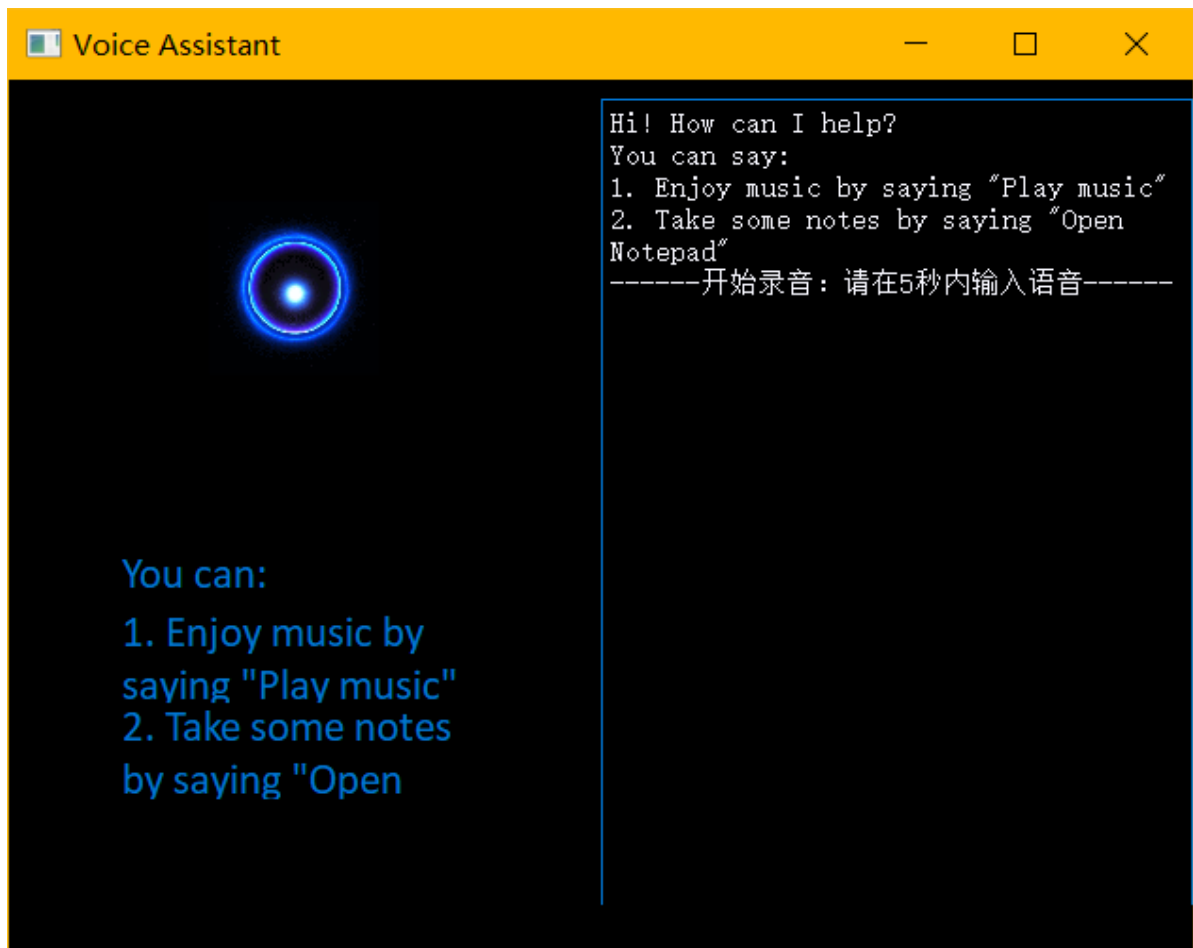 Voice Assistant
Hi! How can I help?
You can say:
1. Enjoy music by saying "Play music"
2. Take some notes by saying "Open
Notepad"
------开始录音：请在5秒内输入语音------
You can:
1. Enjoy music by
saying "Play music"
2. Take some notes
by saying "Open